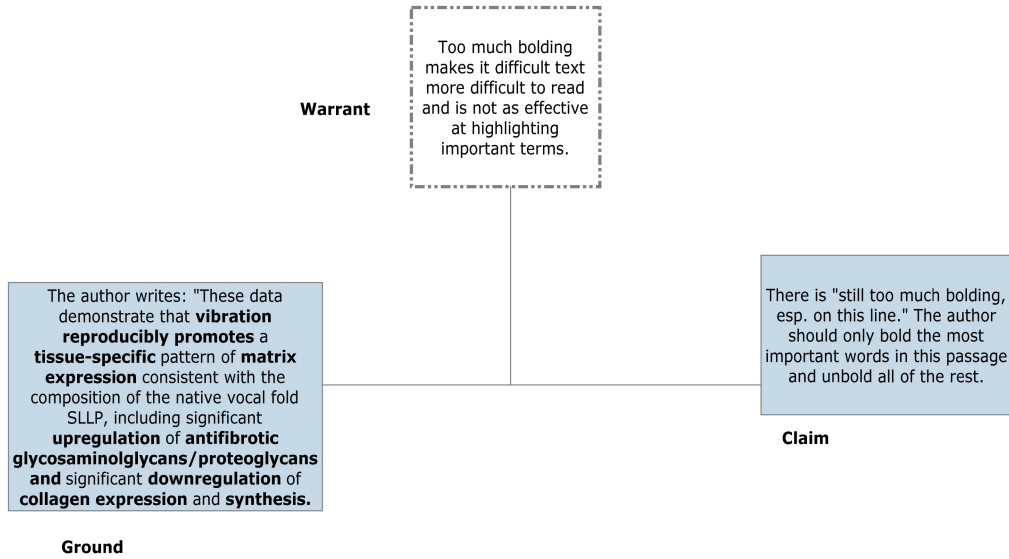 Too much bolding
makes it difficult text
more difficult to read
and is not as effective
at highlighting
important terms.
Warrant
The author writes: "These data
demonstrate that vibration
reproducibly promotes a
tissue-specific pattern of matrix
expression consistent with the
composition of the native vocal fold
SLLP, including significant
upregulation of antifibrotic
glycosaminolglycans/proteoglycans
and significant downregulation of
collagen expression and synthesis.
Ground
There is "still too much bolding,
esp. on this line." The author
should only bold the most
important words in this passage
and unbold all of the rest.
Claim